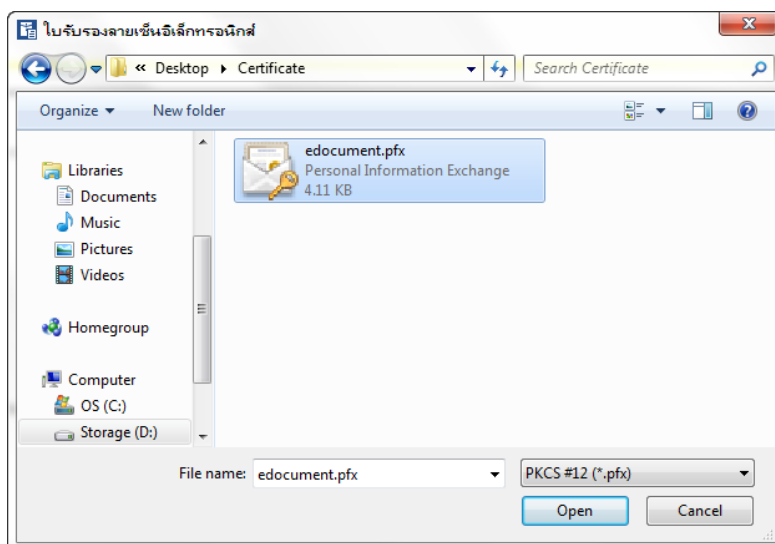 ใบรับรองลายเซ็นอิเล็กทรอนิกส์
« Desktop Certificate
Search Certificate
Organize New folder
Libraries
Documents
Music
Pictures
Videos
Homegroup
Computer
OS (C:)
Storage (D:)
edocument.pfx
Personal Information Exchange
4.11 KB
File name: edocument.pfx PKCS #12 (*.pfx)
Open Cancel